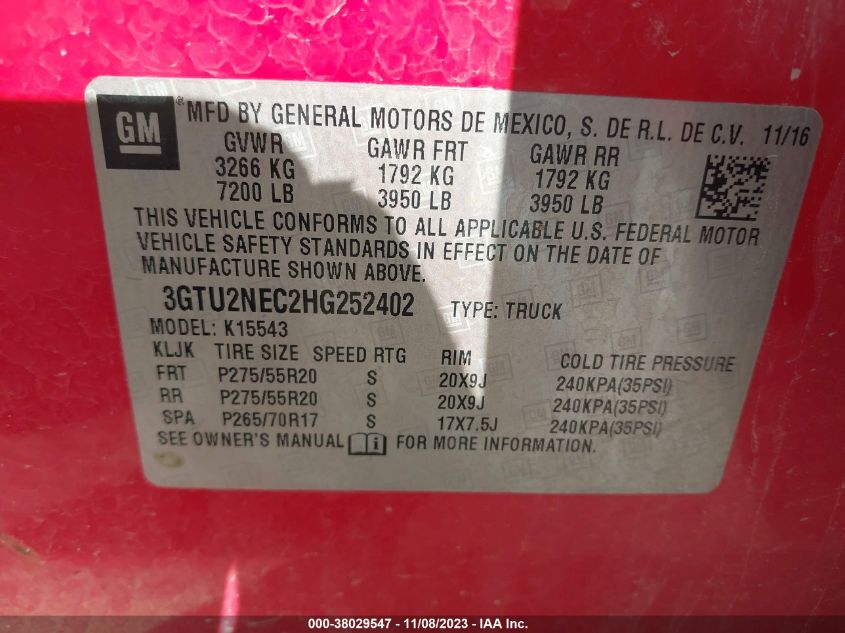 GM ® MFD BY GENERAL MOTORS DE MEXICO, S. DE R.L. DE C.V. 11/16
GVWR GAWR FRT GAWR RR
3266 KG 1792 KG 1792 KG
7200 LB 3950 LB 3950 LB
THIS VEHICLE CONFORMS TO ALL APPLICABLE U.S. FEDERAL MOTOR
VEHICLE SAFETY STANDARDS IN EFFECT ON THE DATE OF
MANUFACTURE SHOWN ABOVE.
3GTU2NEC2HG252402 TYPE: TRUCK
MODEL: K15543
KLJK TIRE SIZE SPEED RTG RIM COLD TIRE PRESSURE
FRT P275/55R20 S 20X9J 240KPA(35PSI)
RR P275/55R20 S 20X9J 240KPA(35PSI)
SPA P265/70R17 S 17X7.5J 240KPA(35PSI)
SEE OWNER'S MANUAL i FOR MORE INFORMATION.
000-38029547 - 11/08/2023 - IAA Inc.